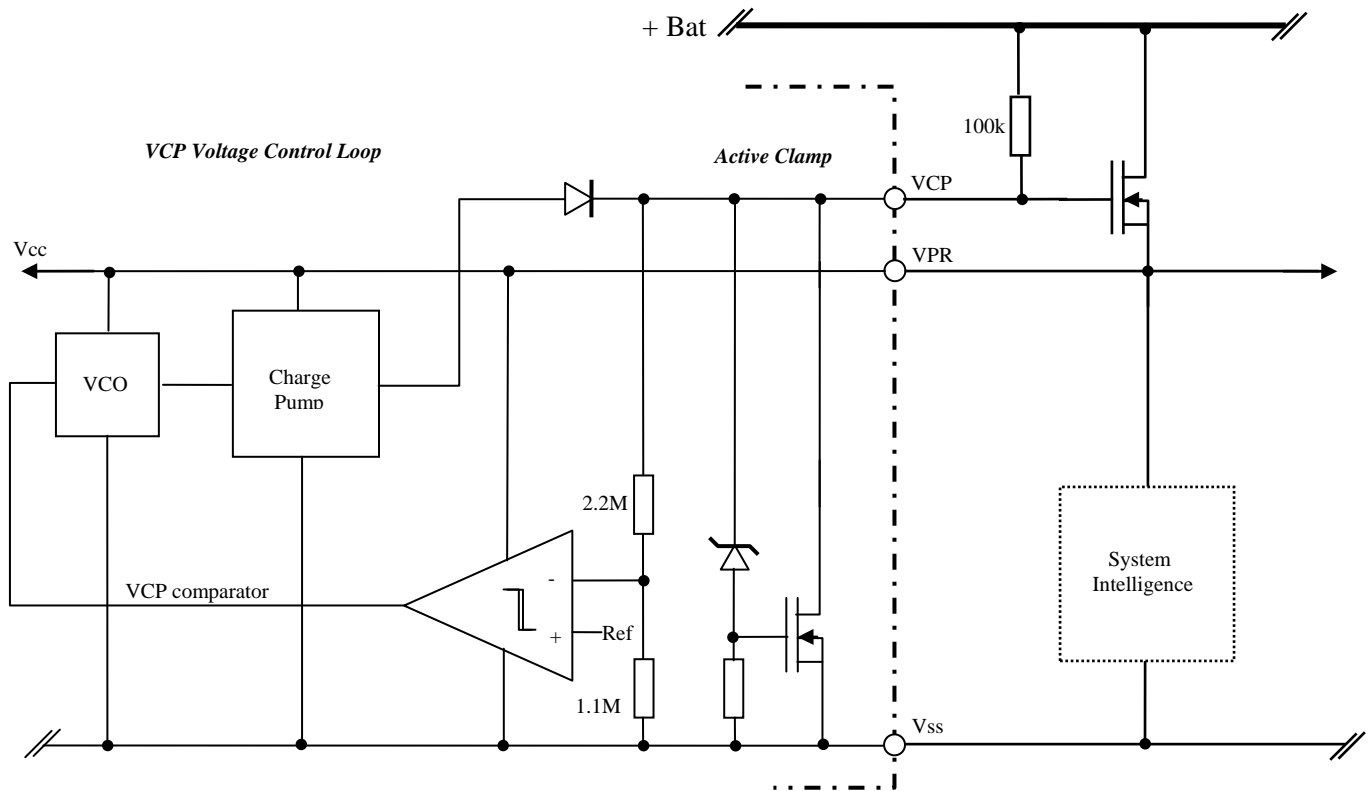 + Bat
100k
VCP Voltage Control Loop
Active Clamp
VCP
Vcc
VPR
VCO
Charge
Pump
2.2M
VCP comparator
-
+
Ref
1.1M
System
Intelligence
Vss